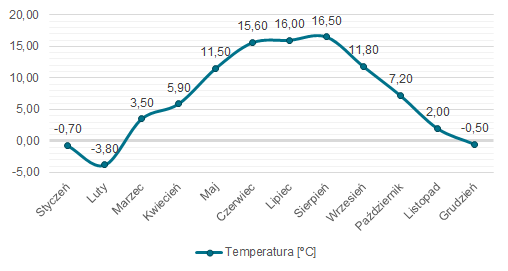 20,00
15,00
10,00
5,00
0,00
-5,00
-0,70
-3,80
3,50
5,90
11,50
15,60
16,00
16,50
11,80
7,20
2,00
-0,50
Styczeń
Luty
Marzec
Kwiecień
Maj
Czerwiec
Lipiec
Sierpień
Wrzesień
Październik
Listopad
Grudzień
Temperatura [°C]